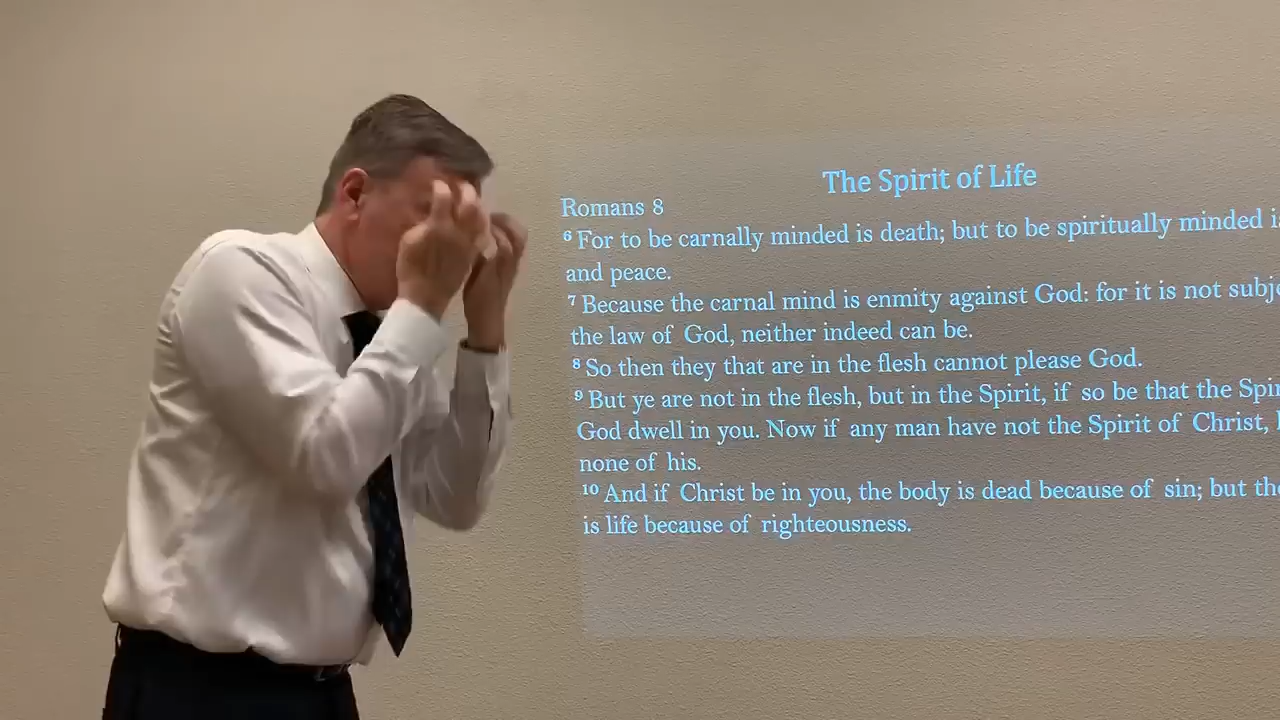 The Spirit of Life
Romans 8
6 For to be carnally minded is death; but to be spiritually minded
and peace.
7 Because the carnal mind is enmity against God: for it is not
the law of God, neither indeed can be.
8 So then they that are in the flesh cannot please God.
9 But ye are not in the flesh, but in the Spirit, if so be that the
God dwell in you. Now if any man have not the Spirit of Christ,
none of his.
10 And if Christ be in you, the body is dead because of sin; but
is life because of righteousness.